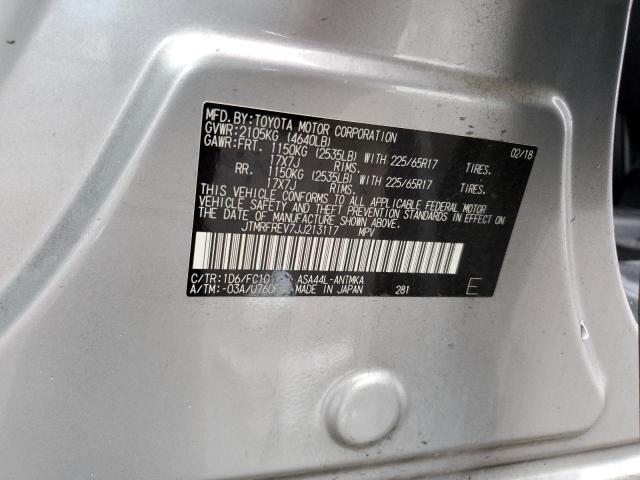 MFD.BY:TOYOTA MOTOR CORPORATION 02/18
GVWR:2105KG (4640LB)
GAWR:FRT. 1150KG (2535LB) WITH 225/65R17 TIRES.
17X7J RIMS.
RR. 1150KG (2535LB) WITH 225/65R17 TIRES.
17X7J RIMS.
THIS VEHICLE CONFORMS TO ALL APPLICABLE FEDERAL MOTOR
VEHICLE SAFETY AND THEFT PREVENTION STANDARDS IN EFFECT ON
THE DATE OF MANUFACTURE SHOWN ABOVE.
JTMRFREV7JJ213117 MPV
C/TR:1D6/FC10 ASA44L-ANTMKA
A/TM:-03A/U760 MADE IN JAPAN 281 E